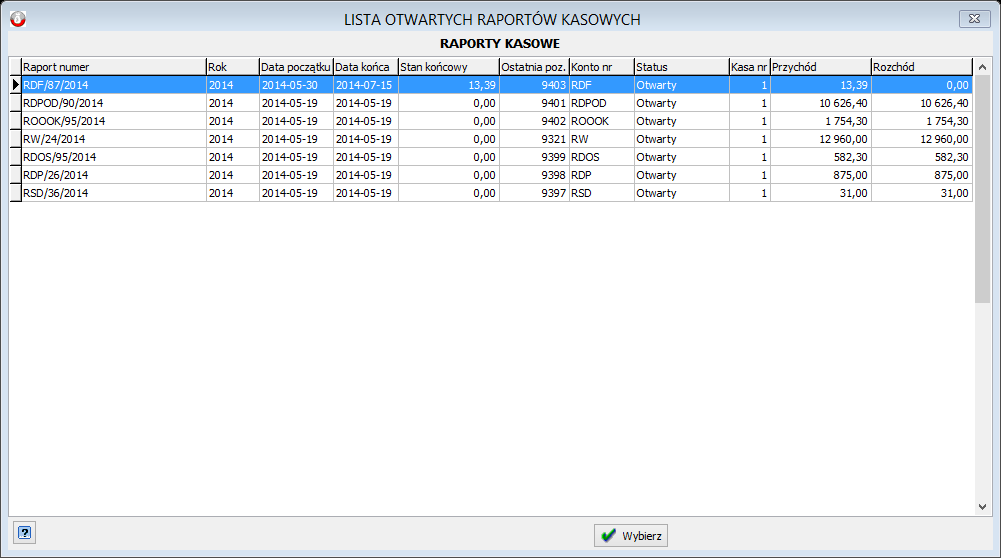 LISTA OTWARTYCH RAPORTÓW KASOWYCH
RAPORTY KASOWE
Raport numer Rok Data początku Data końca Stan końcowy Ostatnia poz. Konto nr Status Kasa nr Przychód Rozchód
RDF/87/2014 2014 2014-05-30 2014-07-15 13,39 9403 RDF Otwarty 1 13,39 0,00
RDPOD/90/2014 2014 2014-05-19 2014-05-19 0,00 9401 RDPOD Otwarty 1 10 626,40 10 626,40
ROOOK/95/2014 2014 2014-05-19 2014-05-19 0,00 9402 ROOOK Otwarty 1 1 754,30 1 754,30
RW/24/2014 2014 2014-05-19 2014-05-19 0,00 9321 RW Otwarty 1 12 960,00 12 960,00
RDOS/95/2014 2014 2014-05-19 2014-05-19 0,00 9399 RDOS Otwarty 1 582,30 582,30
RDP/26/2014 2014 2014-05-19 2014-05-19 0,00 9398 RDP Otwarty 1 875,00 875,00
RSD/36/2014 2014 2014-05-19 2014-05-19 0,00 9397 RSD Otwarty 1 31,00 31,00
? Wybierz